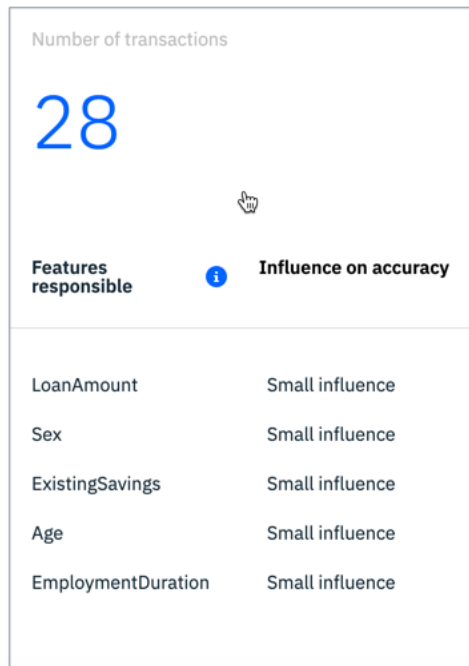 Number of transactions
28
Features responsible
Influence on accuracy
LoanAmount Small influence
Sex Small influence
ExistingSavings Small influence
Age Small influence
EmploymentDuration Small influence